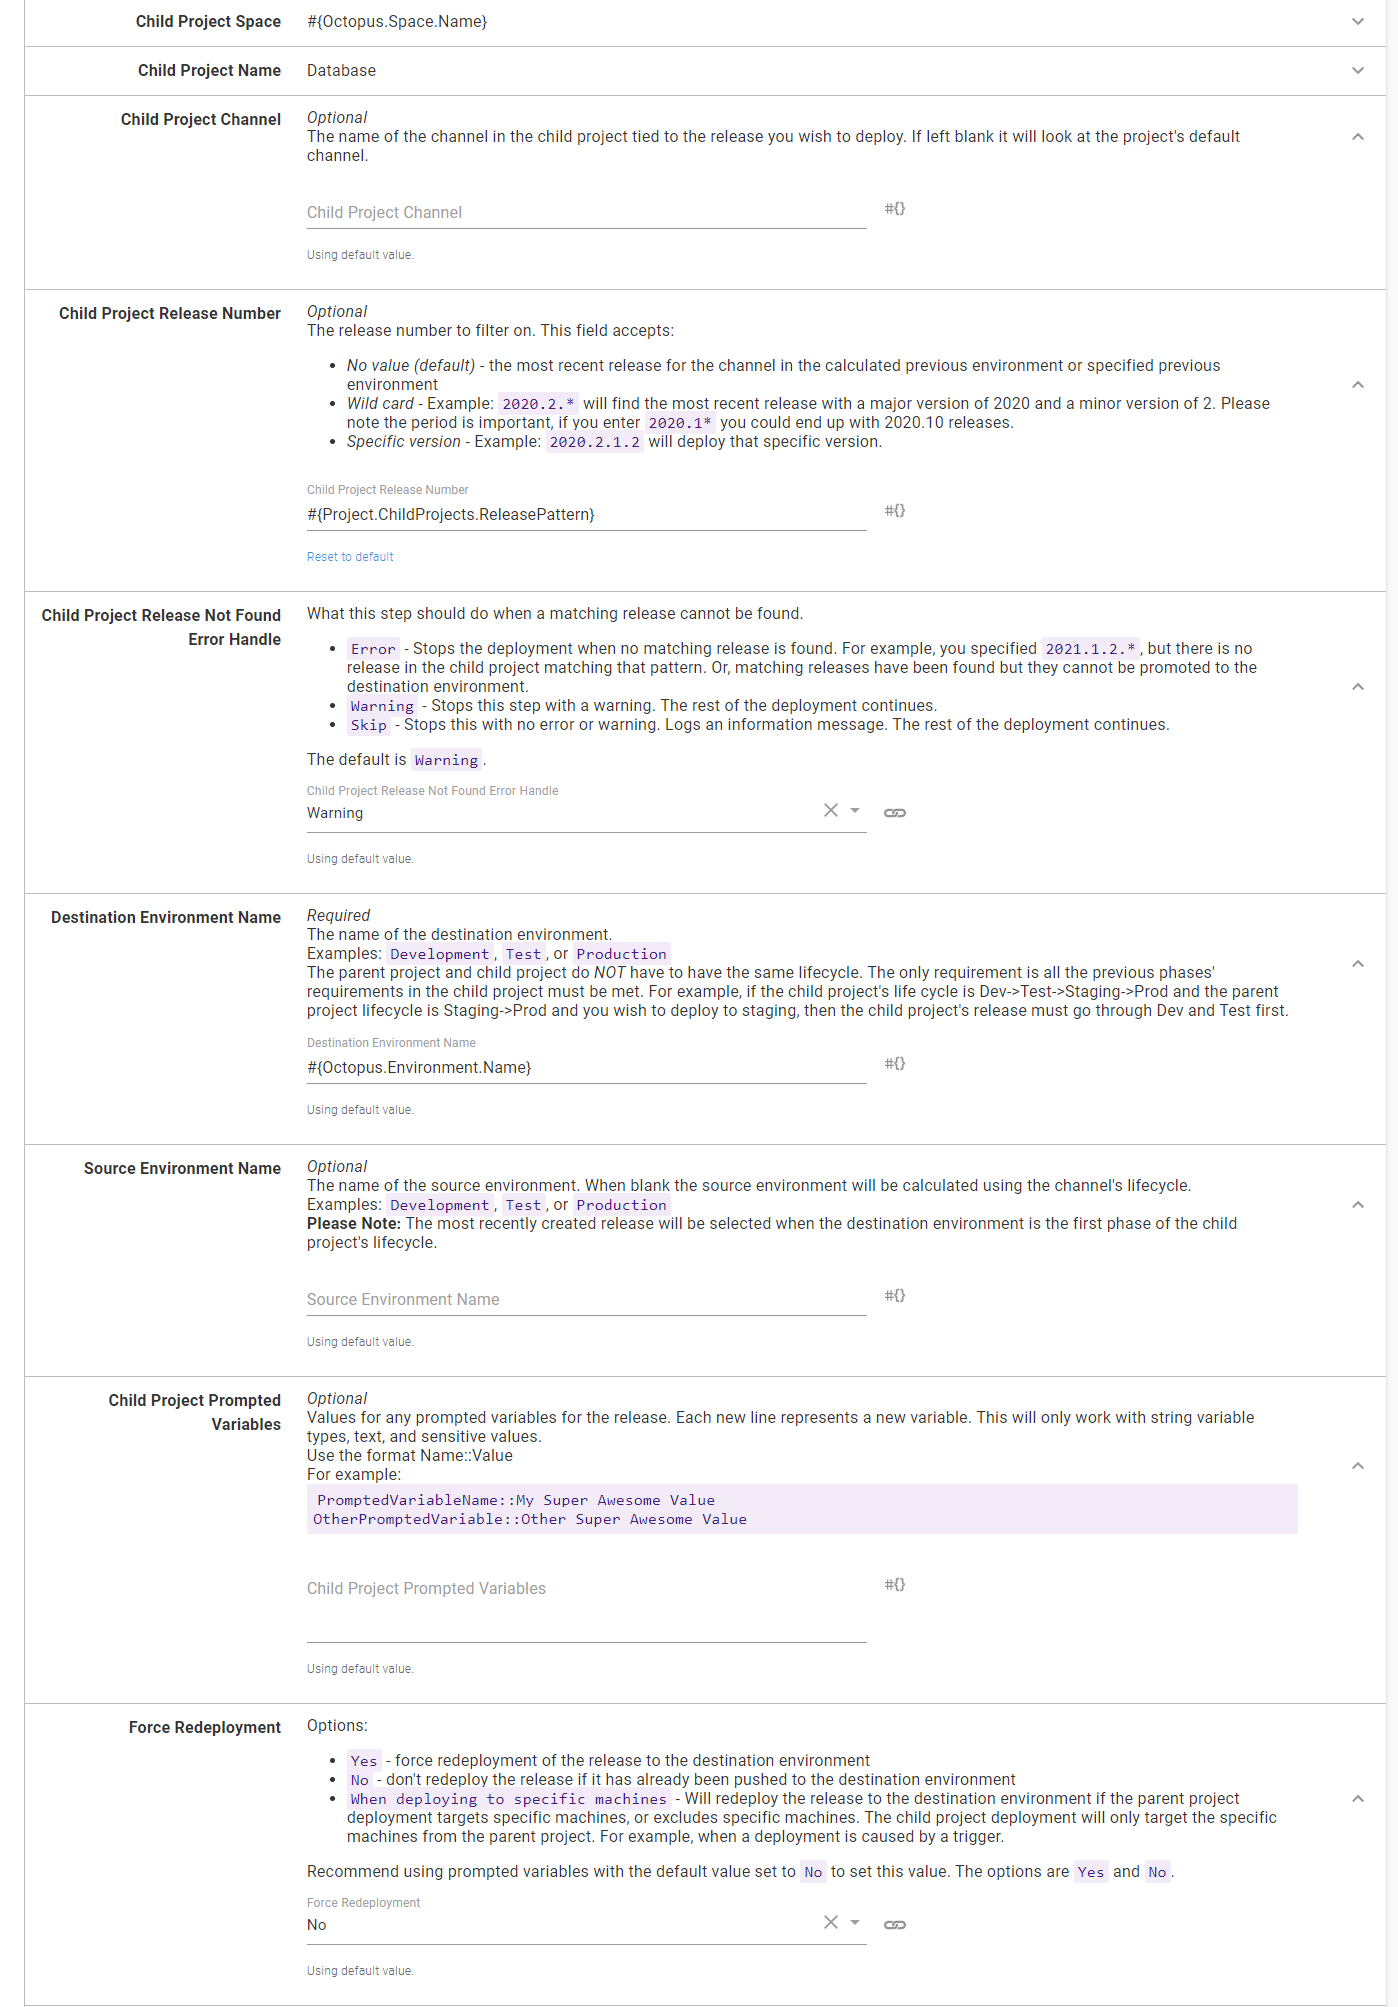 Child Project Space
#{Octopus.Space.Name}
Child Project Name
Database
Child Project Channel
Optional
The name of the channel in the child project tied to the release you wish to deploy. If left blank it will look at the project's default
channel.
Child Project Channel
#{}
Using default value.
Child Project Release Number
Optional
The release number to filter on. This field accepts:
• No value (default) - the most recent release for the channel in the calculated previous environment or specified previous
environment
• Wild card - Example: 2020.2.* will find the most recent release with a major version of 2020 and a minor version of 2. Please
note the period is important, if you enter 2020.1* you could end up with 2020.10 releases.
• Specific version - Example: 2020.2.1.2 will deploy that specific version.
Child Project Release Number
#{Project.ChildProjects.ReleasePattern}
#{}
Reset to default
Child Project Release Not Found
Error Handle
What this step should do when a matching release cannot be found.
• Error - Stops the deployment when no matching release is found. For example, you specified 2021.1.2.*, but there is no
release in the child project matching that pattern. Or, matching releases have been found but they cannot be promoted to the
destination environment.
• Warning - Stops this step with a warning. The rest of the deployment continues.
• Skip - Stops this with no error or warning. Logs an information message. The rest of the deployment continues.
The default is Warning.
Child Project Release Not Found Error Handle
Warning
Using default value.
Destination Environment Name
Required
The name of the destination environment.
Examples: Development, Test, or Production
The parent project and child project do NOT have to have the same lifecycle. The only requirement is all the previous phases'
requirements in the child project must be met. For example, if the child project's life cycle is Dev->Test->Staging->Prod and the parent
project lifecycle is Staging->Prod and you wish to deploy to staging, then the child project's release must go through Dev and Test first.
Destination Environment Name
#{Octopus.Environment.Name}
#{}
Using default value.
Source Environment Name
Optional
The name of the source environment. When blank the source environment will be calculated using the channel's lifecycle.
Examples: Development, Test, or Production
Please Note: The most recently created release will be selected when the destination environment is the first phase of the child
project's lifecycle.
Source Environment Name
#{}
Using default value.
Child Project Prompted
Variables
Optional
Values for any prompted variables for the release. Each new line represents a new variable. This will only work with string variable
types, text, and sensitive values.
Use the format Name::Value
For example:
PromptedVariableName::My Super Awesome Value
OtherPromptedVariable::Other Super Awesome Value
Child Project Prompted Variables
#{}
Using default value.
Force Redeployment
Options:
• Yes - force redeployment of the release to the destination environment
• No - don't redeploy the release if it has already been pushed to the destination environment
• When deploying to specific machines - Will redeploy the release to the destination environment if the parent project
deployment targets specific machines, or excludes specific machines. The child project deployment will only target the specific
machines from the parent project. For example, when a deployment is caused by a trigger.
Recommend using prompted variables with the default value set to No to set this value. The options are Yes and No.
Force Redeployment
No
Using default value.